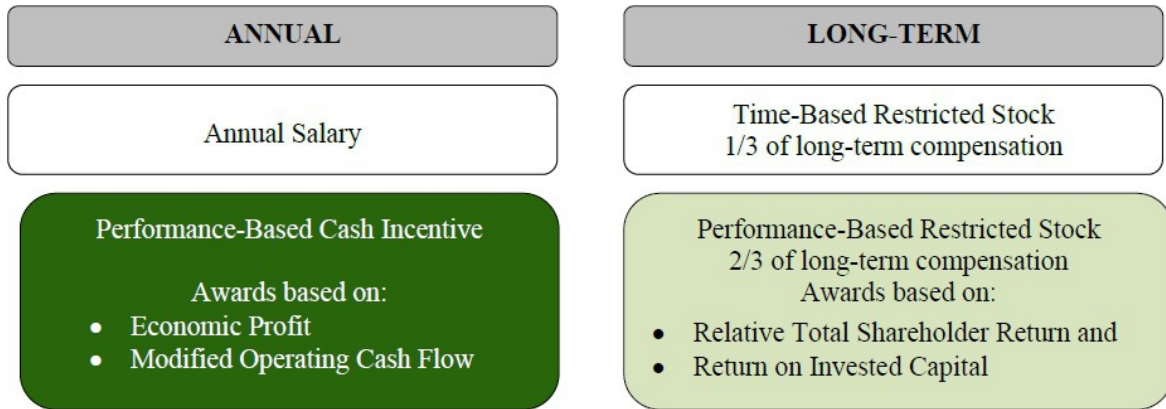 ANNUAL
Annual Salary
Performance-Based Cash Incentive
Awards based on:
• Economic Profit
• Modified Operating Cash Flow
LONG-TERM
Time-Based Restricted Stock
1/3 of long-term compensation
Performance-Based Restricted Stock
2/3 of long-term compensation
Awards based on:
• Relative Total Shareholder Return and
• Return on Invested Capital